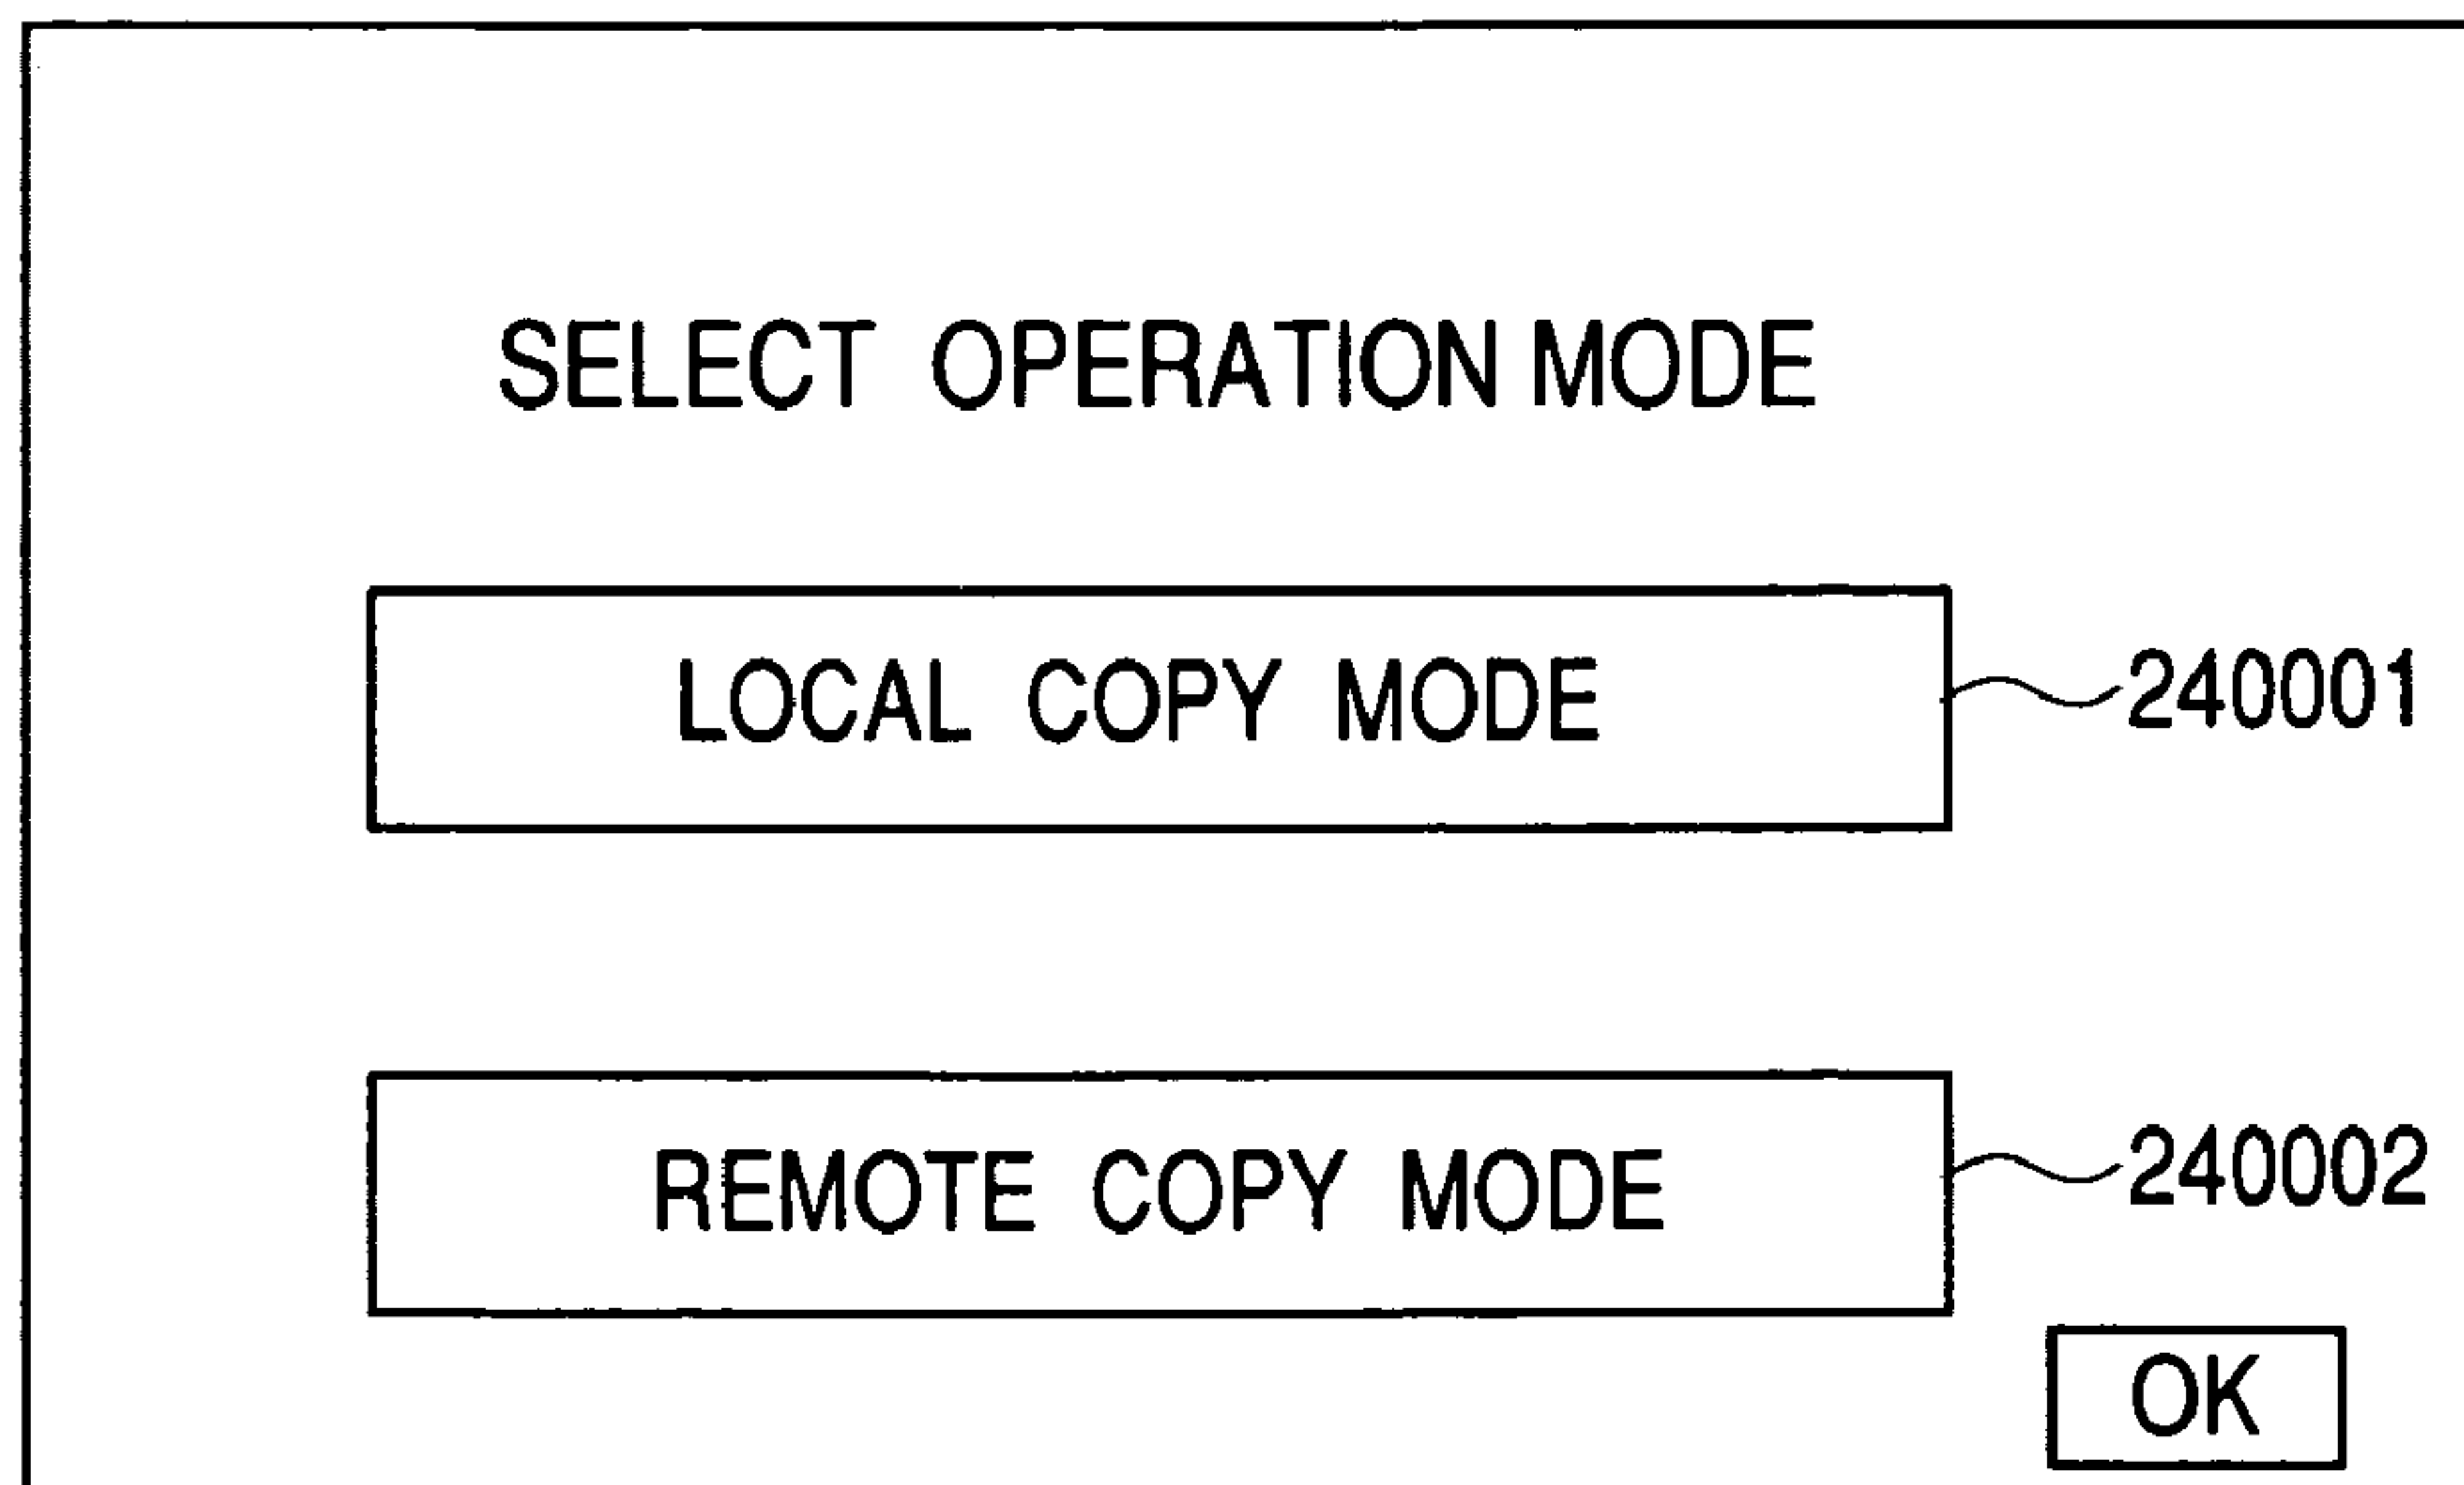 SELECT OPERATION MODE
LOCAL COPY MODE
240001
REMOTE COPY MODE
240002
OK